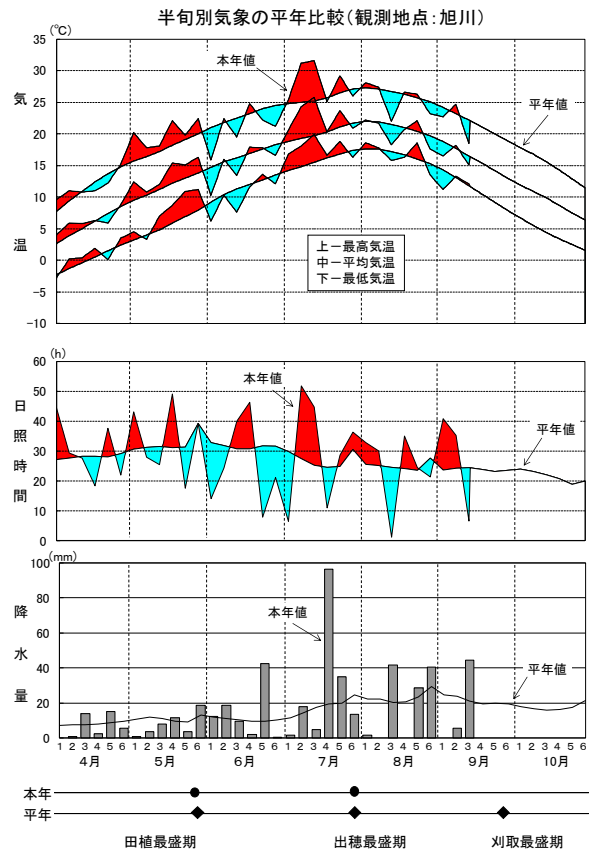 半旬別気象の平年比較(観測地点:旭川)
(℃)
気温
35
30
25
20
15
10
5
0
−5
−10
本年値
平年値
上−最高気温
中−平均気温
下−最低気温
(h)
日照時間
60
50
40
30
20
10
0
本年値
平年値
(mm)
降水量
100
80
60
40
20
0
本年値
平年値
1 2 3 4 5 6 1 2 3 4 5 6 1 2 3 4 5 6 1 2 3 4 5 6 1 2 3 4 5 6 1 2 3 4 5 6 1 2 3 4 5 6
4月 5月 6月 7月 8月 9月 10月
本年
平年
田植最盛期 出穂最盛期 刈取最盛期